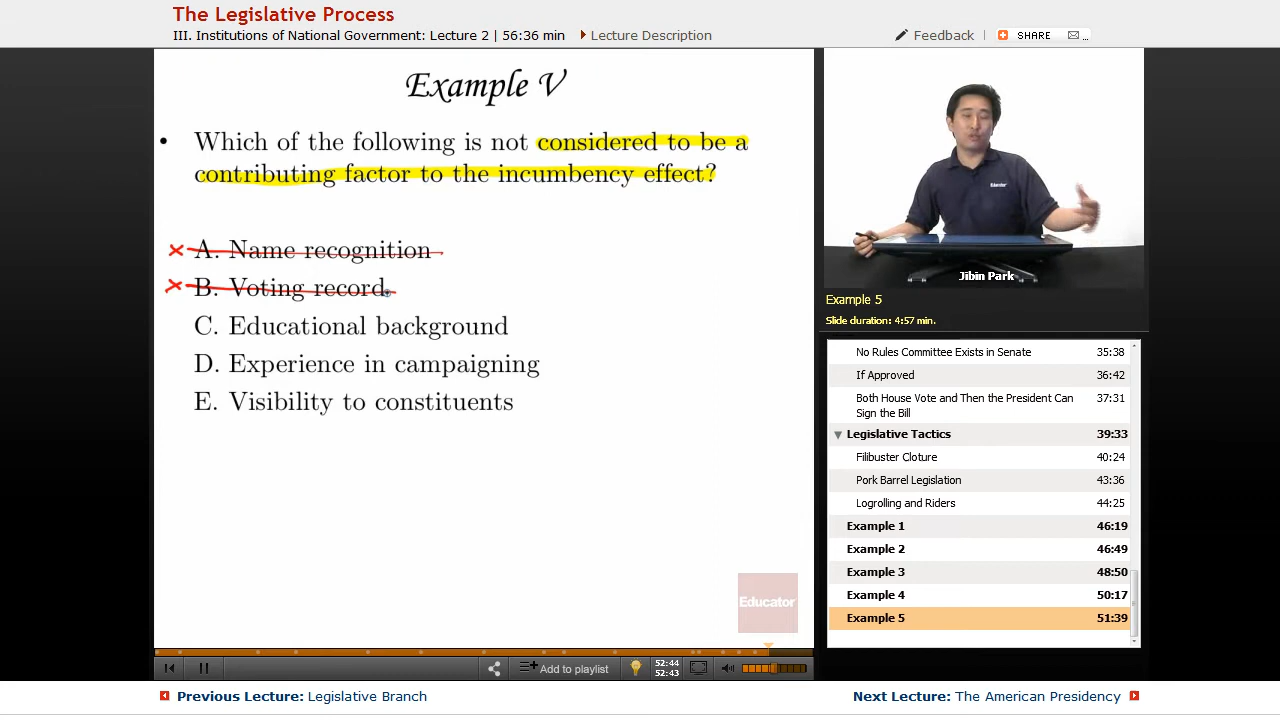 The Legislative Process
III. Institutions of National Government: Lecture 2 | 56:36 min Lecture Description
Feedback | SHARE ...
Example V
• Which of the following is not considered to be a
contributing factor to the incumbency effect?
A. Name recognition
B. Voting record
C. Educational background
D. Experience in campaigning
E. Visibility to constituents
Educator
Educator
Jibin Park
Example 5
Slide duration: 4:57 min.
No Rules Committee Exists in Senate 35:38
If Approved 36:42
Both House Vote and Then the President Can 37:31
Sign the Bill
Legislative Tactics 39:33
Filibuster Cloture 40:24
Pork Barrel Legislation 43:36
Logrolling and Riders 44:25
Example 1 46:19
Example 2 46:49
Example 3 48:50
Example 4 50:17
Example 5 51:39
Add to playlist
52:44
52:43
Previous Lecture: Legislative Branch
Next Lecture: The American Presidency